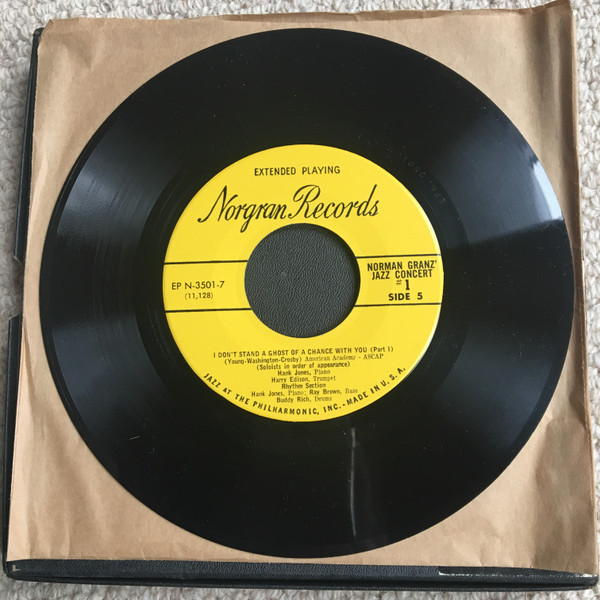 EXTENDED PLAYING
Norgran Records
EP N-3501-7
(11,128)
NORMAN GRANZ'
JAZZ CONCERT
#1
SIDE 5
I DON'T STAND A GHOST OF A CHANCE WITH YOU (Part 1)
(Young-Washington-Crosby) American Academy - ASCAP
(Soloists in order of appearance)
Hank Jones, Piano
Harry Edison, Trumpet
Rhythm Section
Hank Jones, Piano; Ray Brown, Bass
Buddy Rich, Drums
JAZZ AT THE PHILHARMONIC, INC.-MADE IN U.S.A.